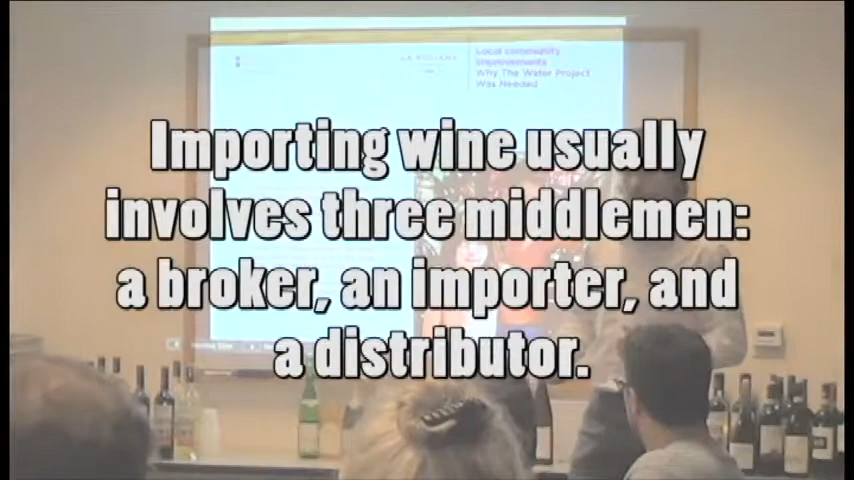 Local community
Improvements
Why The Water Project
Was Needed
Importing wine usually
involves three middlemen:
a broker, an importer, and
a distributor.